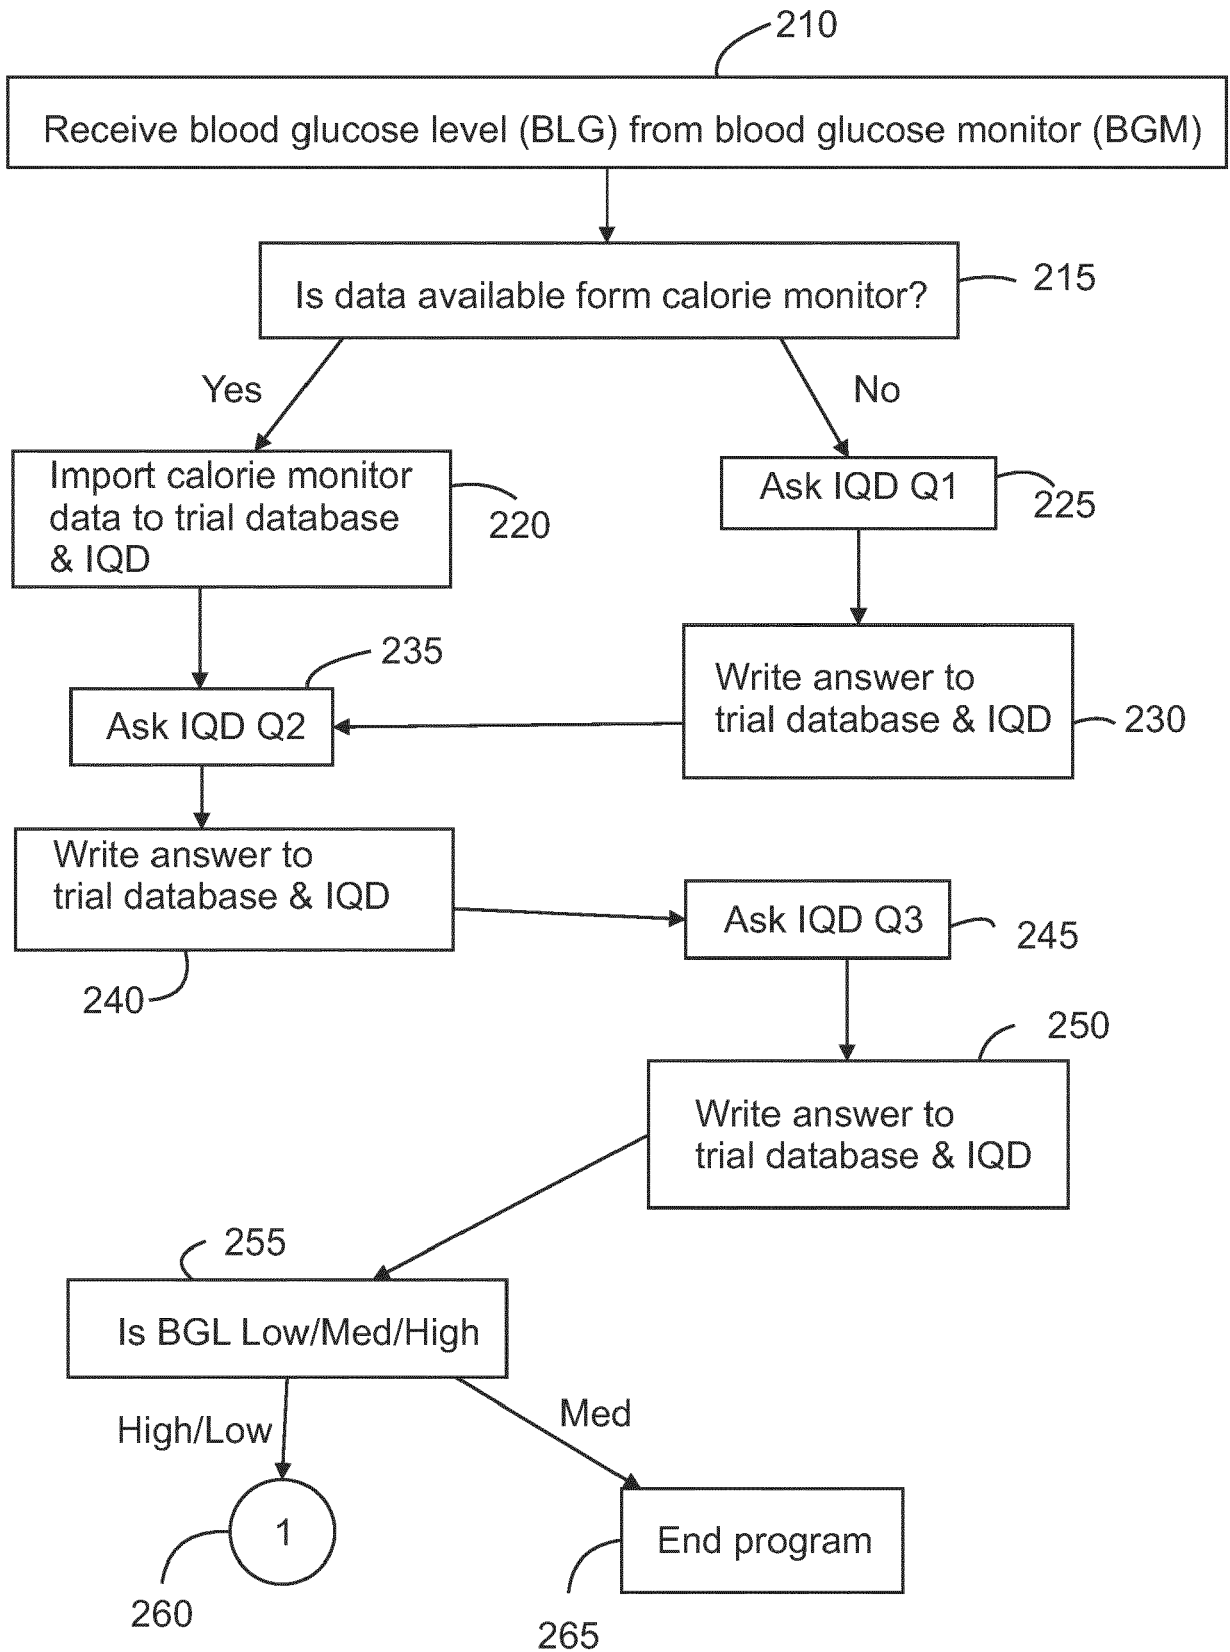 210
Receive blood glucose level (BLG) from blood glucose monitor (BGM)
Is data available form calorie monitor?
215
Yes
No
Import calorie monitor
data to trial database
& IQD
220
Ask IQD Q1
225
235
Ask IQD Q2
Write answer to
trial database & IQD
230
Write answer to
trial database & IQD
240
Ask IQD Q3
245
250
Write answer to
trial database & IQD
255
Is BGL Low/Med/High
High/Low
Med
1
260
End program
265